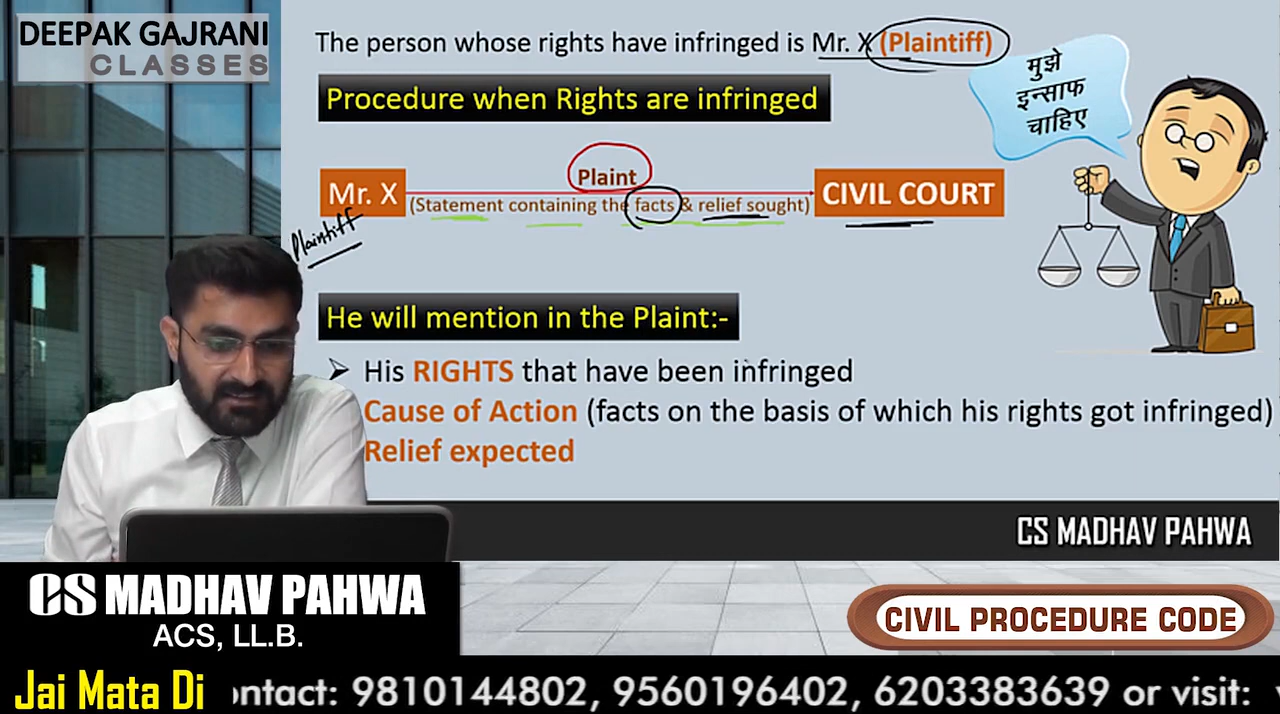 DEEPAK GAJRANI
CLASSES
The person whose rights have infringed is Mr. X (Plaintiff)
मुझे
इन्साफ
चाहिए
Procedure when Rights are infringed
Plaint
Mr. X
(Statement containing the facts & relief sought)
CIVIL COURT
Plaintiff
He will mention in the Plaint:-
➤ His RIGHTS that have been infringed
Cause of Action (facts on the basis of which his rights got infringed)
Relief expected
CS MADHAV PAHWA
CS MADHAV PAHWA
ACS, LL.B.
CIVIL PROCEDURE CODE
Jai Mata Di
ontact: 9810144802, 9560196402, 6203383639 or visit: